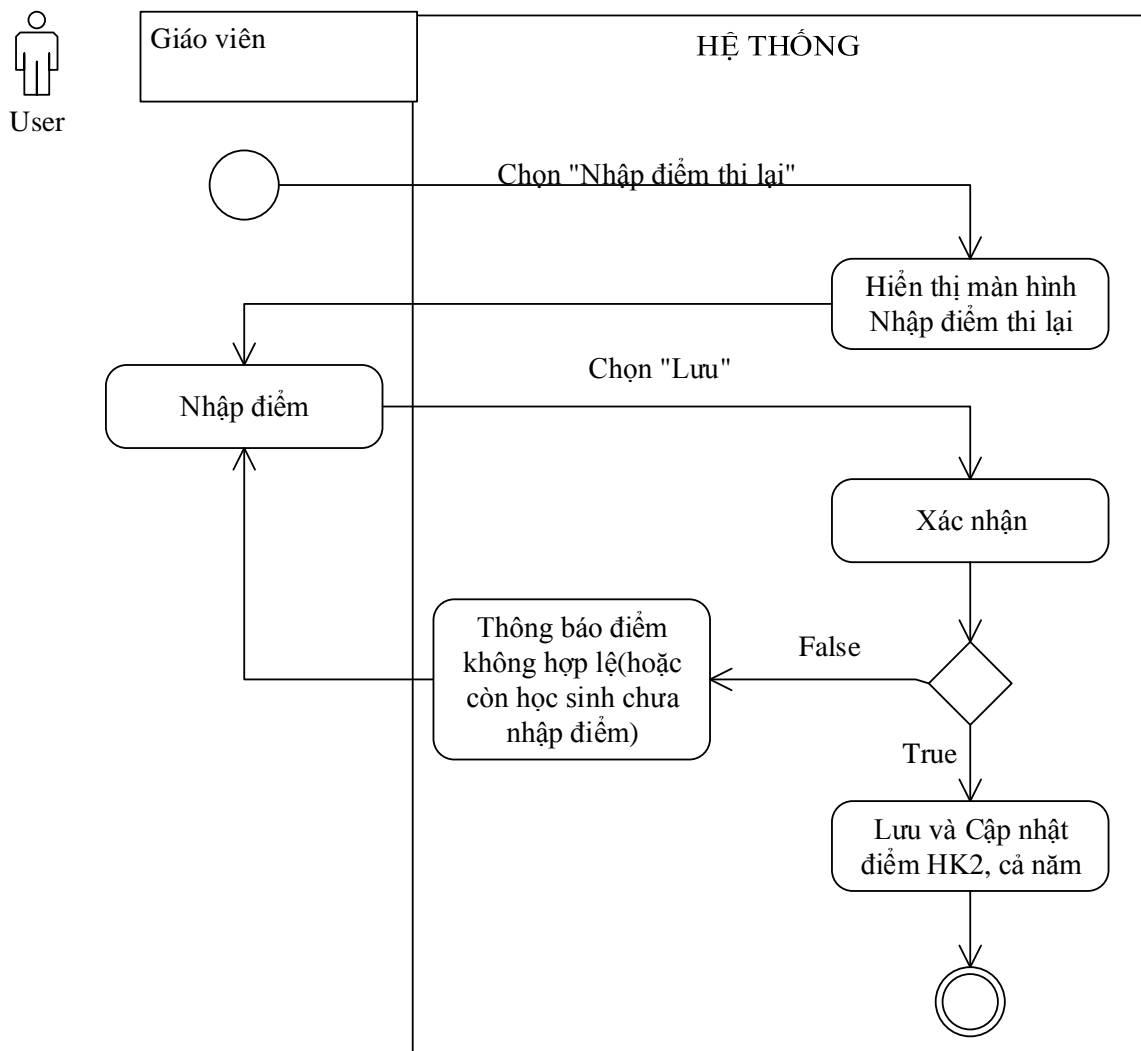 Giáo viên
HỆ THỐNG
User
Chọn "Nhập điểm thi lại"
Hiển thị màn hình
Nhập điểm thi lại
Chọn "Lưu"
Nhập điểm
Xác nhận
Thông báo điểm
không hợp lệ(hoặc
còn học sinh chưa
nhập điểm)
False
True
Lưu và Cập nhật
điểm HK2, cả năm